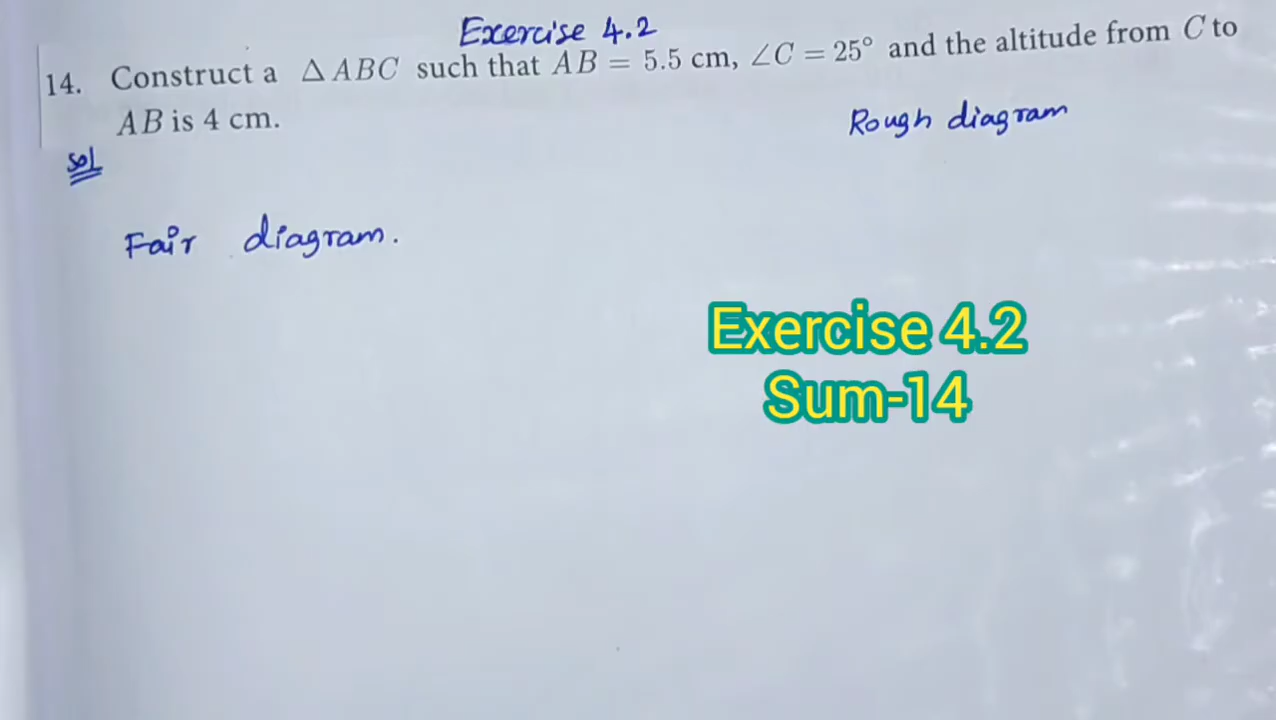 Exercise 4.2
14. Construct a △ABC such that AB = 5.5 cm, ∠C = 25° and the altitude from C to
AB is 4 cm.
Rough diagram
Sol
Fair diagram.
Exercise 4.2
Sum-14